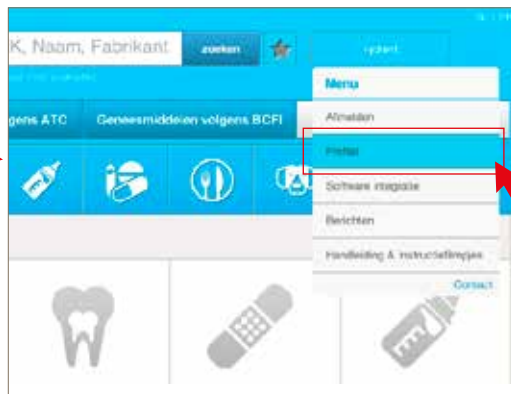 K, Naam, Fabrikant
zoeken
Menu
gens ATC
Geneesmiddelen volgens BCFI
Afmelden
Profiel
Software integratie
Berichten
Handleiding & instructiefilmpjes
Contact